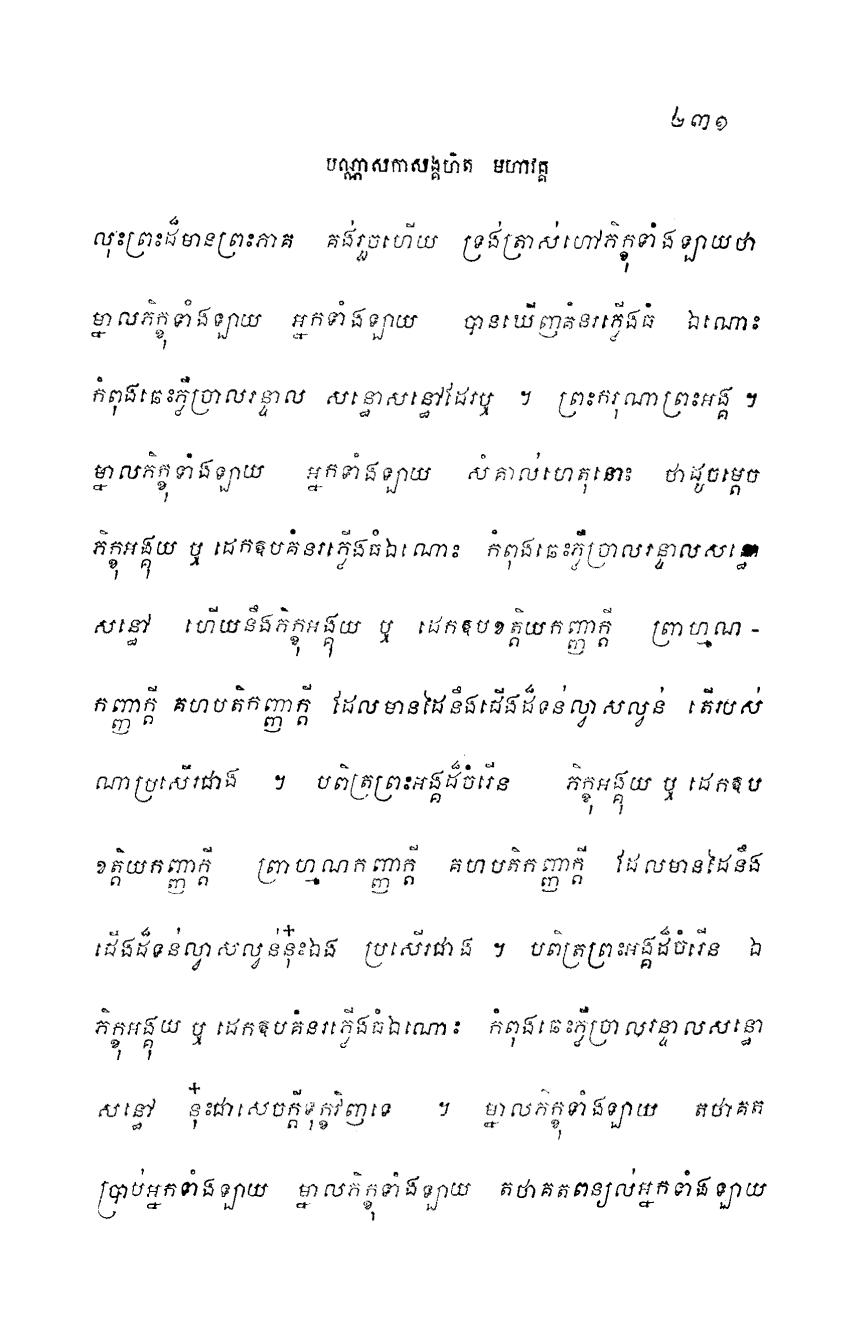 ២៣១
បណ្ណាសកាសង្គហិត មហាវគ្គ
លុះព្រះដ៏មានព្រះភាគ គង់រួចហើយ ទ្រង់ត្រាស់ហៅភិក្ខុទាំងឡាយថា
ម្នាលភិក្ខុទាំងឡាយ អ្នកទាំងឡាយ បានឃើញគំនរភ្លើងធំ ឯណោះ
កំពុងឆេះភ្លឺច្រាលរន្ទាល សន្ធោសន្ធៅដែរឬ ។ ព្រះករុណាព្រះអង្គ ។
ម្នាលភិក្ខុទាំងឡាយ អ្នកទាំងឡាយ សំគាល់ហេតុនោះ ថាដូចម្តេច
ភិក្ខុអង្គុយ ឬ ដេកឱបគំនរភ្លើងធំឯណោះ កំពុងឆេះភ្លឺច្រាលរន្ទាលសន្ធោ
សន្ធៅ ហើយនឹងភិក្ខុអង្គុយ ឬ ដេកឱបខត្តិយកញ្ញាក្តី ព្រាហ្មណ-
កញ្ញាក្តី គហបតិកញ្ញាក្តី ដែលមានដៃនឹងជើងដ៏ទន់ល្វាសល្វន់ តើរបស់
ណាប្រសើរជាង ។ បពិត្រព្រះអង្គដ៏ចំរើន ភិក្ខុអង្គុយ ឬ ដេកឱប
ខត្តិយកញ្ញាក្តី ព្រាហ្មណកញ្ញាក្តី គហបតិកញ្ញាក្តី ដែលមានដៃនឹង
ជើងដ៏ទន់ល្វាសល្វន់នុ៎ះឯង ប្រសើរជាង ។ បពិត្រព្រះអង្គដ៏ចំរើន ឯ
ភិក្ខុអង្គុយ ឬ ដេកឱបគំនរភ្លើងធំឯណោះ កំពុងឆេះភ្លឺច្រាលរន្ទាលសន្ធោ
សន្ធៅ នុ៎ះជាសេចក្តីទុក្ខវិញទេ ។ ម្នាលភិក្ខុទាំងឡាយ តថាគត
ប្រាប់អ្នកទាំងឡាយ ម្នាលភិក្ខុទាំងឡាយ តថាគតពន្យល់អ្នកទាំងឡាយ